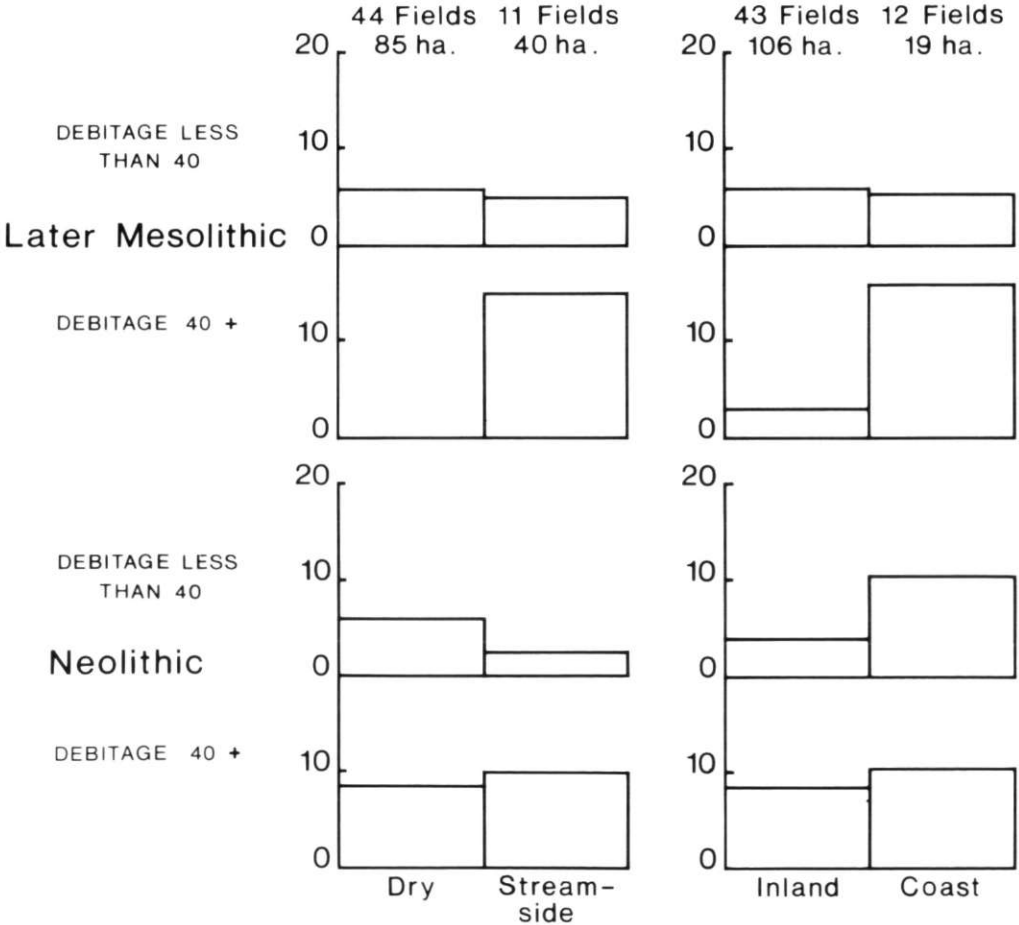 44 Fields 11 Fields 43 Fields 12 Fields
85 ha. 40 ha. 106 ha. 19 ha.
20 20
DEBITAGE LESS
THAN 40
10 10
Later Mesolithic 0 0
DEBITAGE 40 +
10 10
0 0
20 20
DEBITAGE LESS
THAN 40
10 10
Neolithic 0 0
DEBITAGE 40 +
10 10
0 0
Dry Stream- Inland Coast
side